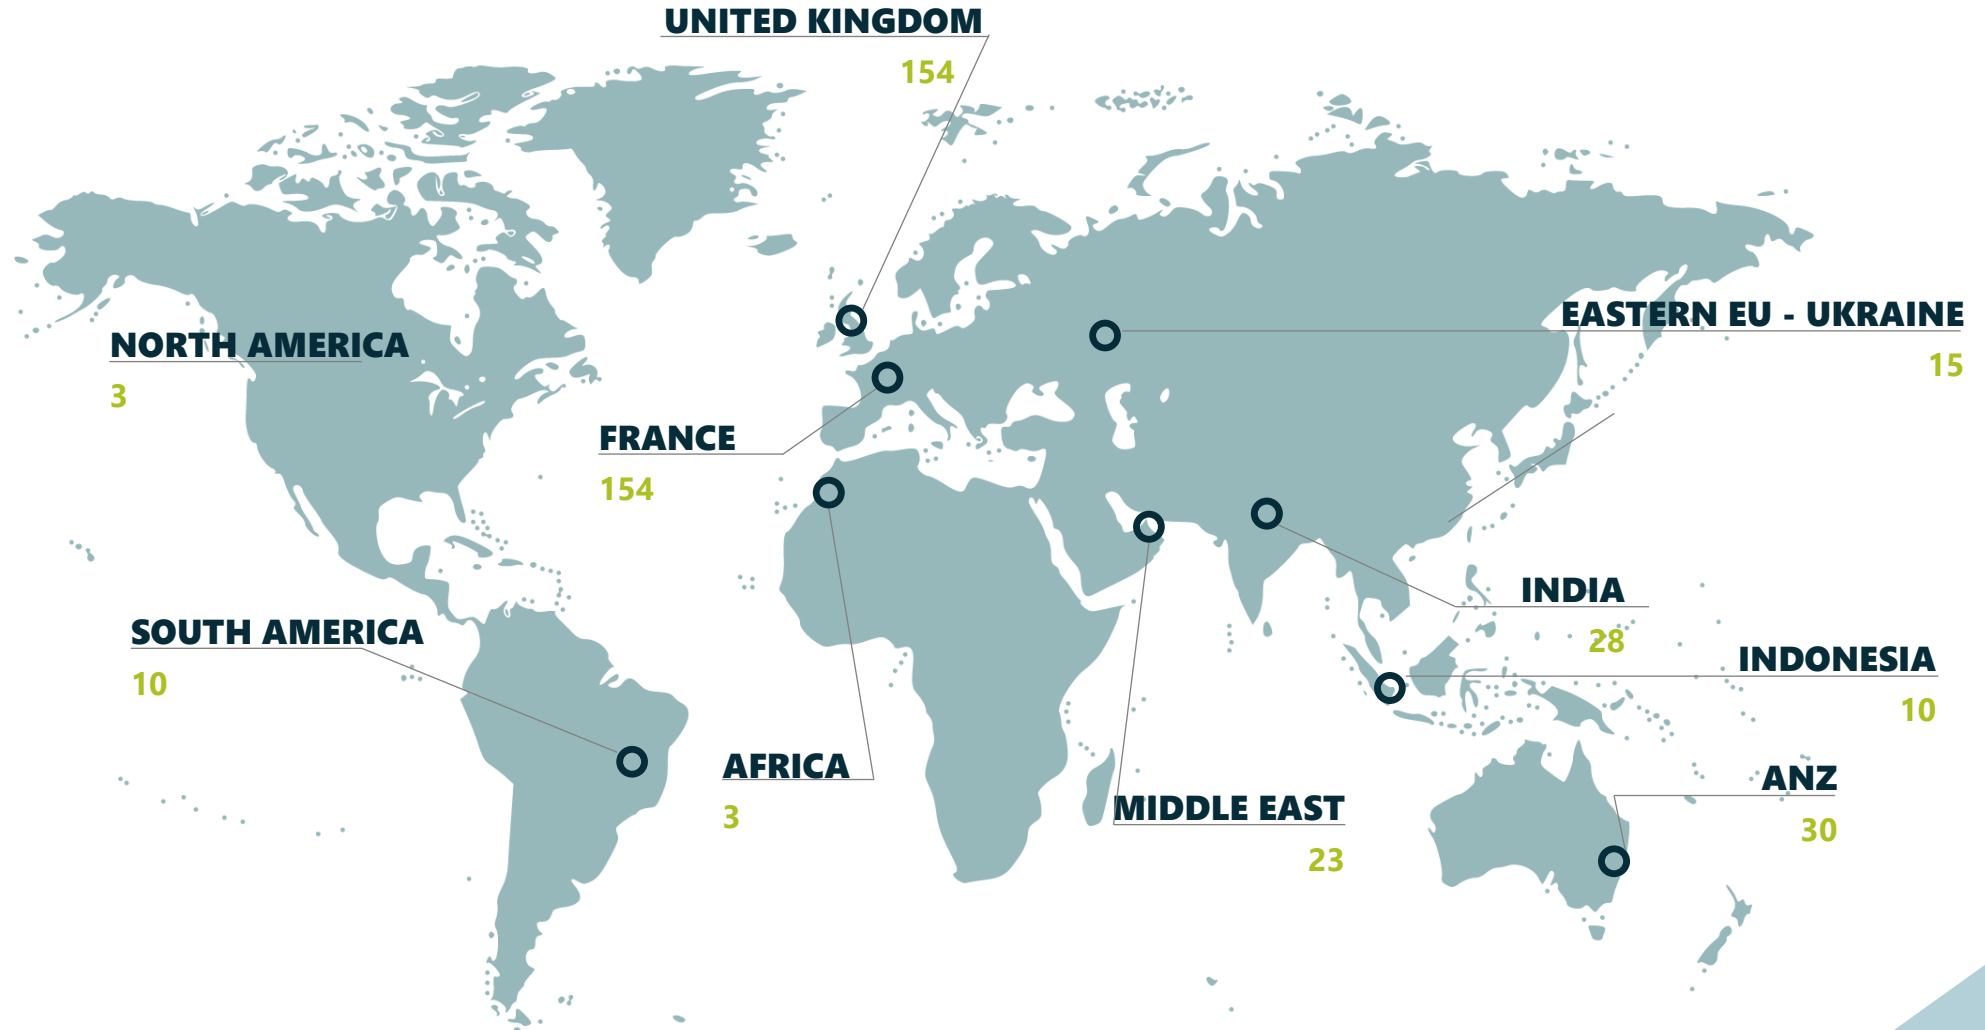 UNITED KINGDOM
154
EASTERN EU - UKRAINE
15
NORTH AMERICA
3
FRANCE
154
INDIA
28
SOUTH AMERICA
10
INDONESIA
10
AFRICA
3
MIDDLE EAST
23
ANZ
30